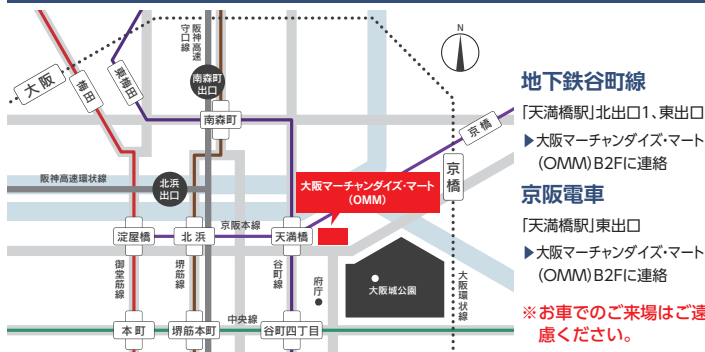 大阪
梅田
東梅田
阪神高速
守口線
南森町
出口
南森町
N
京橋
京橋
阪神高速環状線
北浜
出口
大阪マーチャンダイズ・マート
(OMM)
京阪本線
淀屋橋
北浜
天満橋
御堂筋線
堺筋線
谷町線
府庁
大阪城公園
大阪環状線
中央線
本町
堺筋本町
谷町四丁目
地下鉄谷町線
「天満橋駅」北出口1、東出口
▶大阪マーチャンダイズ・マート
(OMM)B2Fに連絡
京阪電車
「天満橋駅」東出口
▶大阪マーチャンダイズ・マート
(OMM)B2Fに連絡
※お車でのご来場はご遠
慮ください。